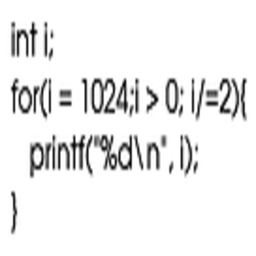 int i;
for(i = 1024;i > 0; i/=2){
printf("%d\n", i);
}